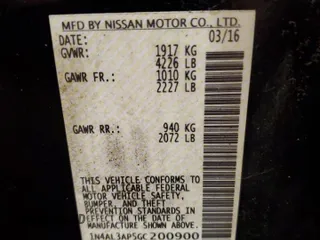 MFD BY NISSAN MOTOR CO., LTD.
DATE: 03/16
GVWR: 1917 KG
4226 LB
GAWR FR: 1010 KG
2227 LB
GAWR RR: 940 KG
2072 LB
THIS VEHICLE CONFORMS TO
ALL APPLICABLE FEDERAL
MOTOR VEHICLE SAFETY,
BUMPER, AND THEFT
PREVENTION STANDARDS
IN EFFECT ON THE DATE OF
MANUFACTURE SHOWN ABOVE.
1N4AL3AP5GC200900